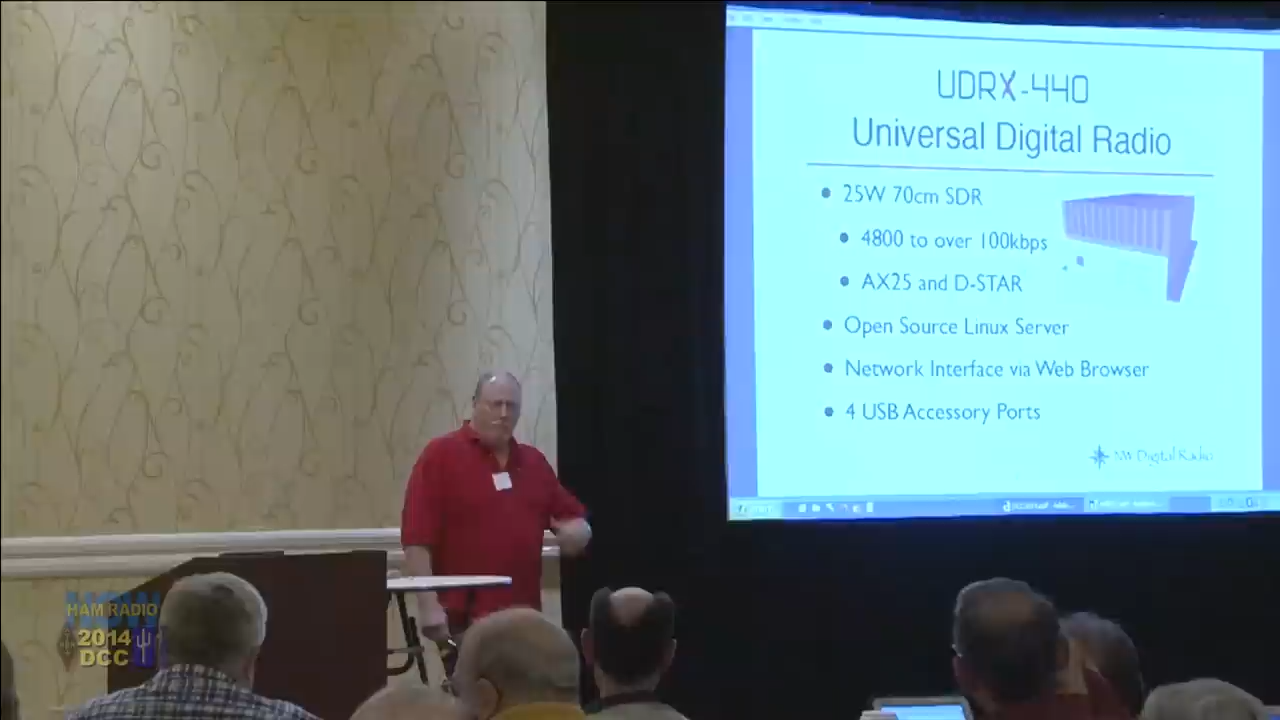 UDRX-440
Universal Digital Radio
25W 70cm SDR
4800 to over 100kbps
AX25 and D-STAR
Open Source Linux Server
Network Interface via Web Browser
4 USB Accessory Ports
NW Digital Radio
HAM RADIO
NOW
2014
DCC